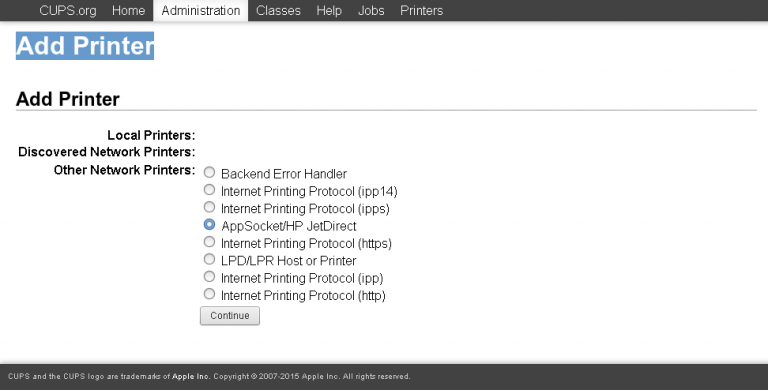 CUPS.org Home Administration Classes Help Jobs Printers
Add Printer
Add Printer
Local Printers:
Discovered Network Printers:
Other Network Printers:
Backend Error Handler
Internet Printing Protocol (ipp14)
Internet Printing Protocol (ipps)
AppSocket/HP JetDirect
Internet Printing Protocol (https)
LPD/LPR Host or Printer
Internet Printing Protocol (ipp)
Internet Printing Protocol (http)
Continue
CUPS and the CUPS logo are trademarks of Apple Inc. Copyright © 2007-2015 Apple Inc. All rights reserved.